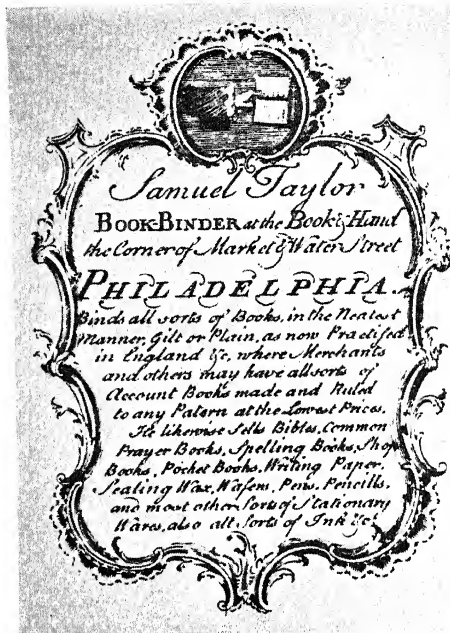 Samuel Taylor
BOOK-BINDER at the Book & Hand
the Corner of Market & Water Street
PHILADELPHIA.
Binds all sorts of Books, in the Neatest
Manner, Gilt or Plain, as now Practised
in England &c, where Merchants
and others may have all sorts of
Account Books made and Ruled
to any Patern at the Lowest Prices.
He likewise Sells Bibles, Common
Prayer Books, Spelling Books, Shop
Books, Pocket Books, Writing Paper,
Sealing Wax, Wafers, Pens, Pencills,
and most other Sorts of Stationary
Wares, also all Sorts of Ink &c